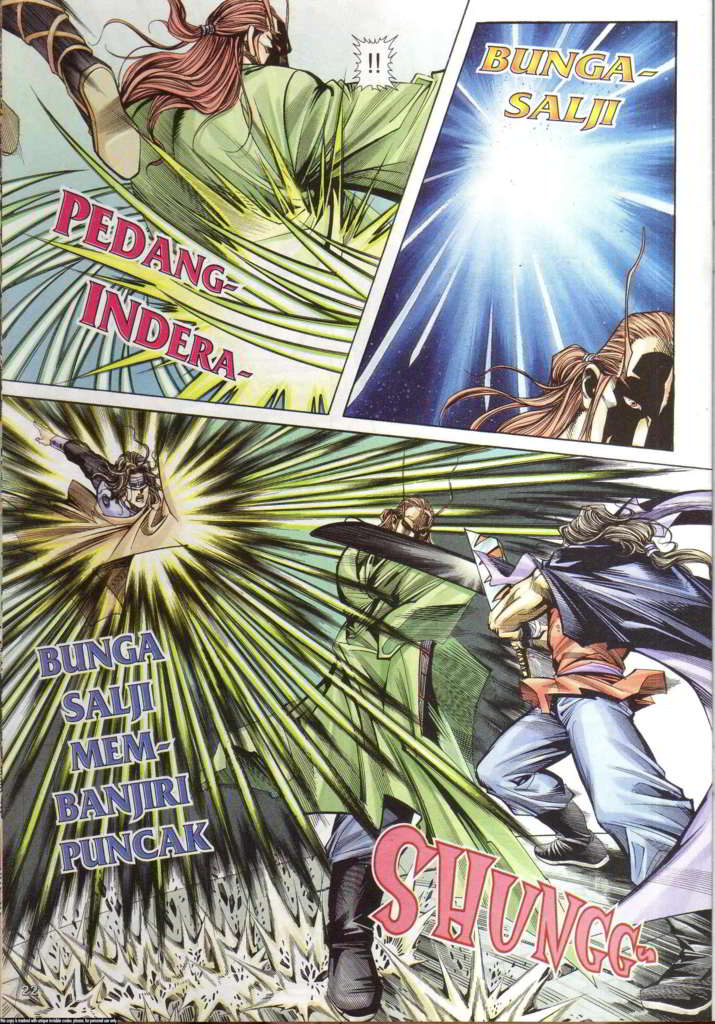 !!
PEDANG-
INDERA-
BUNGA-
SALJI
BUNGA
SALJI
MEM-
BANJIRI
PUNCAK
SHUNGG~
22